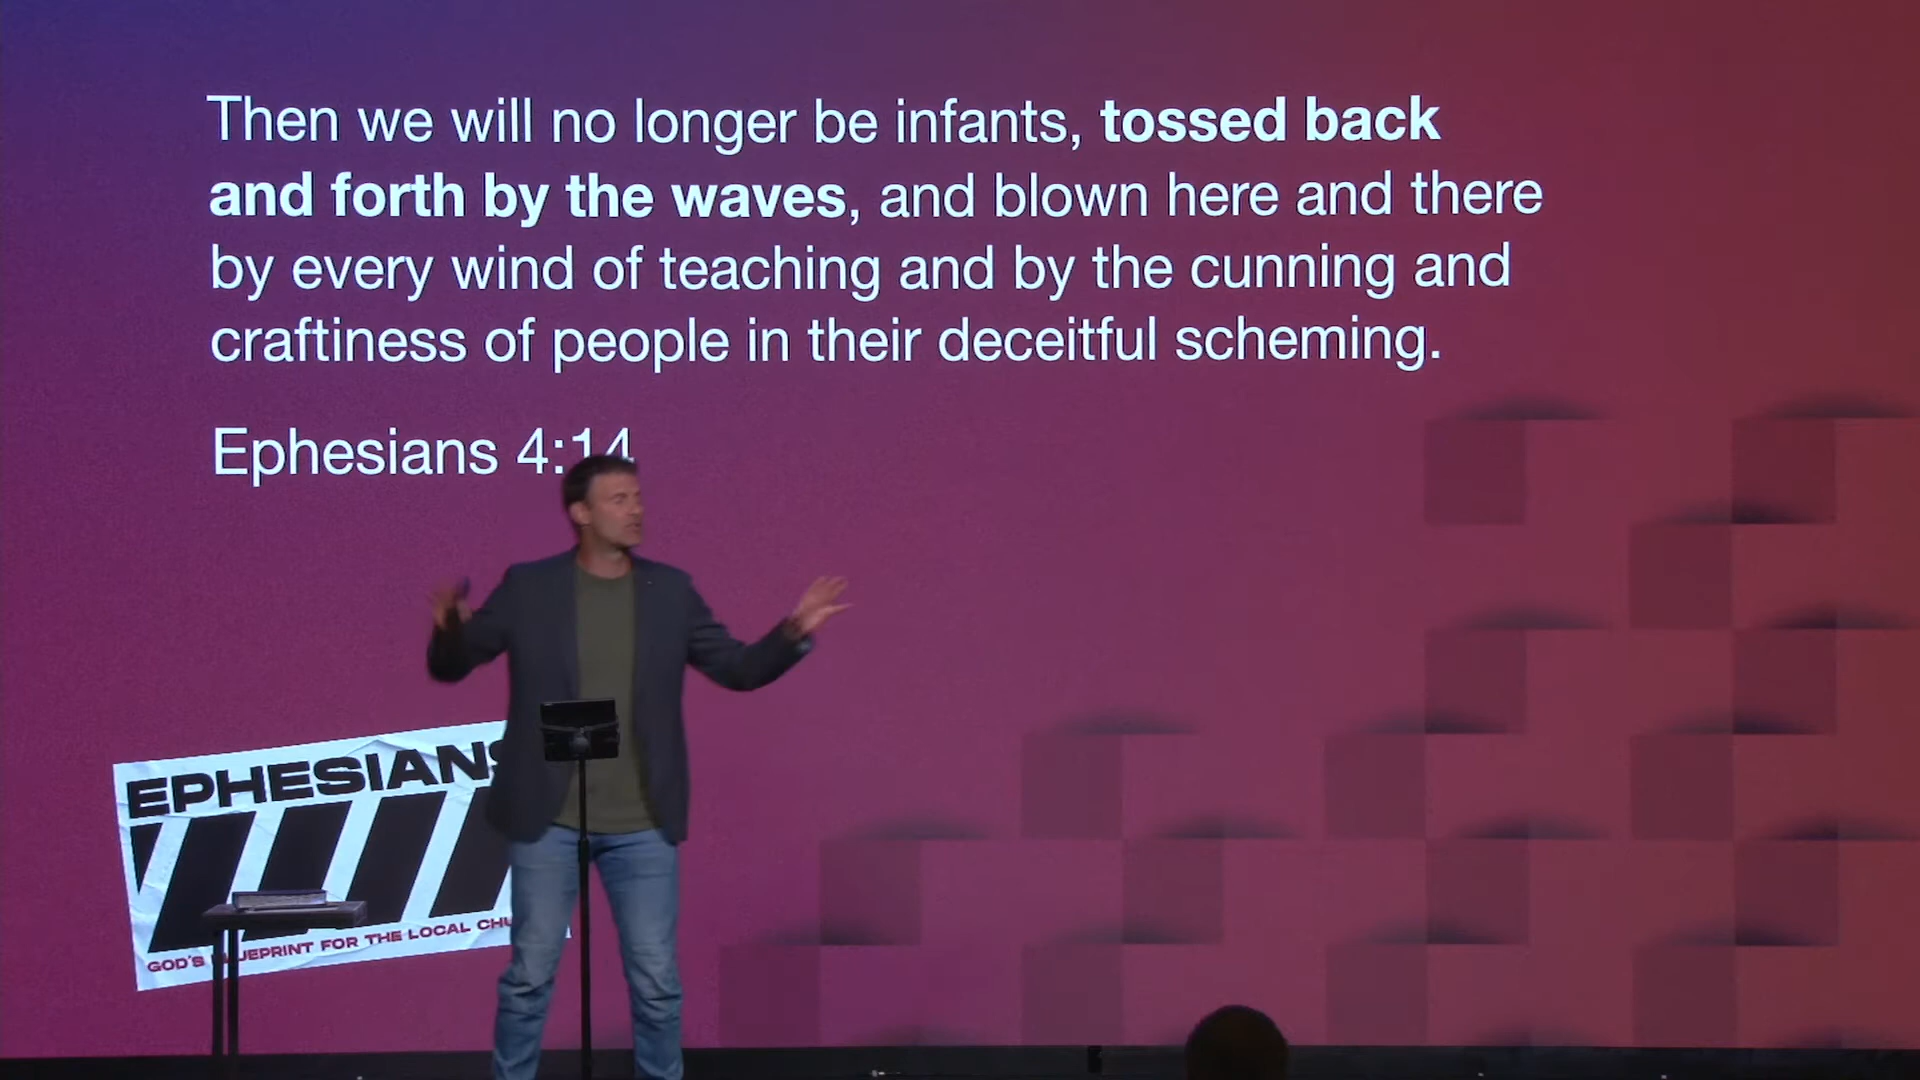 Then we will no longer be infants, tossed back
and forth by the waves, and blown here and there
by every wind of teaching and by the cunning and
craftiness of people in their deceitful scheming.
Ephesians 4:14
EPHESIANS
GOD'S BLUEPRINT FOR THE LOCAL